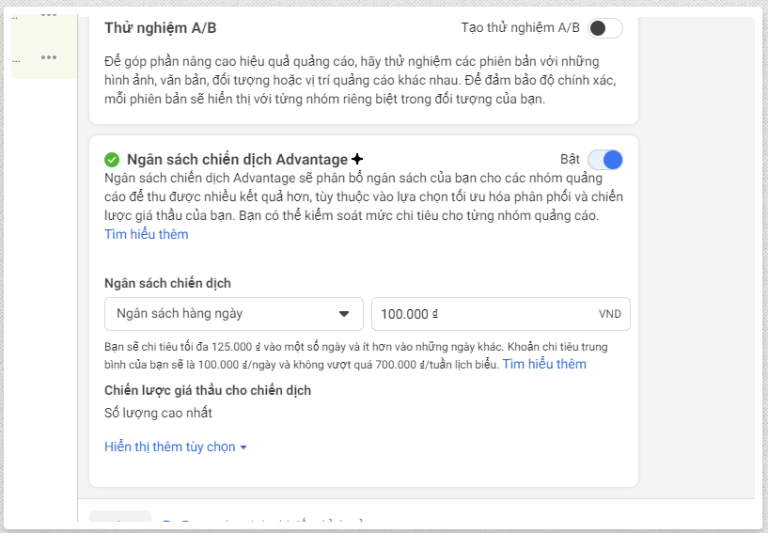 Thử nghiệm A/B
Tạo thử nghiệm A/B
Để góp phần nâng cao hiệu quả quảng cáo, hãy thử nghiệm các phiên bản với những
hình ảnh, văn bản, đối tượng hoặc vị trí quảng cáo khác nhau. Để đảm bảo độ chính xác,
mỗi phiên bản sẽ hiển thị với từng nhóm riêng biệt trong đối tượng của bạn.
Ngân sách chiến dịch Advantage
Bật
Ngân sách chiến dịch Advantage sẽ phân bổ ngân sách của bạn cho các nhóm quảng
cáo để thu được nhiều kết quả hơn, tùy thuộc vào lựa chọn tối ưu hóa phân phối và chiến
lược giá thầu của bạn. Bạn có thể kiểm soát mức chi tiêu cho từng nhóm quảng cáo.
Tìm hiểu thêm
Ngân sách chiến dịch
Ngân sách hàng ngày
100.000 ₫ VND
Bạn sẽ chi tiêu tối đa 125.000 ₫ vào một số ngày và ít hơn vào những ngày khác. Khoản chi tiêu trung
bình của bạn sẽ là 100.000 ₫/ngày và không vượt quá 700.000 ₫/tuần lịch biểu. Tìm hiểu thêm
Chiến lược giá thầu cho chiến dịch
Số lượng cao nhất
Hiển thị thêm tùy chọn